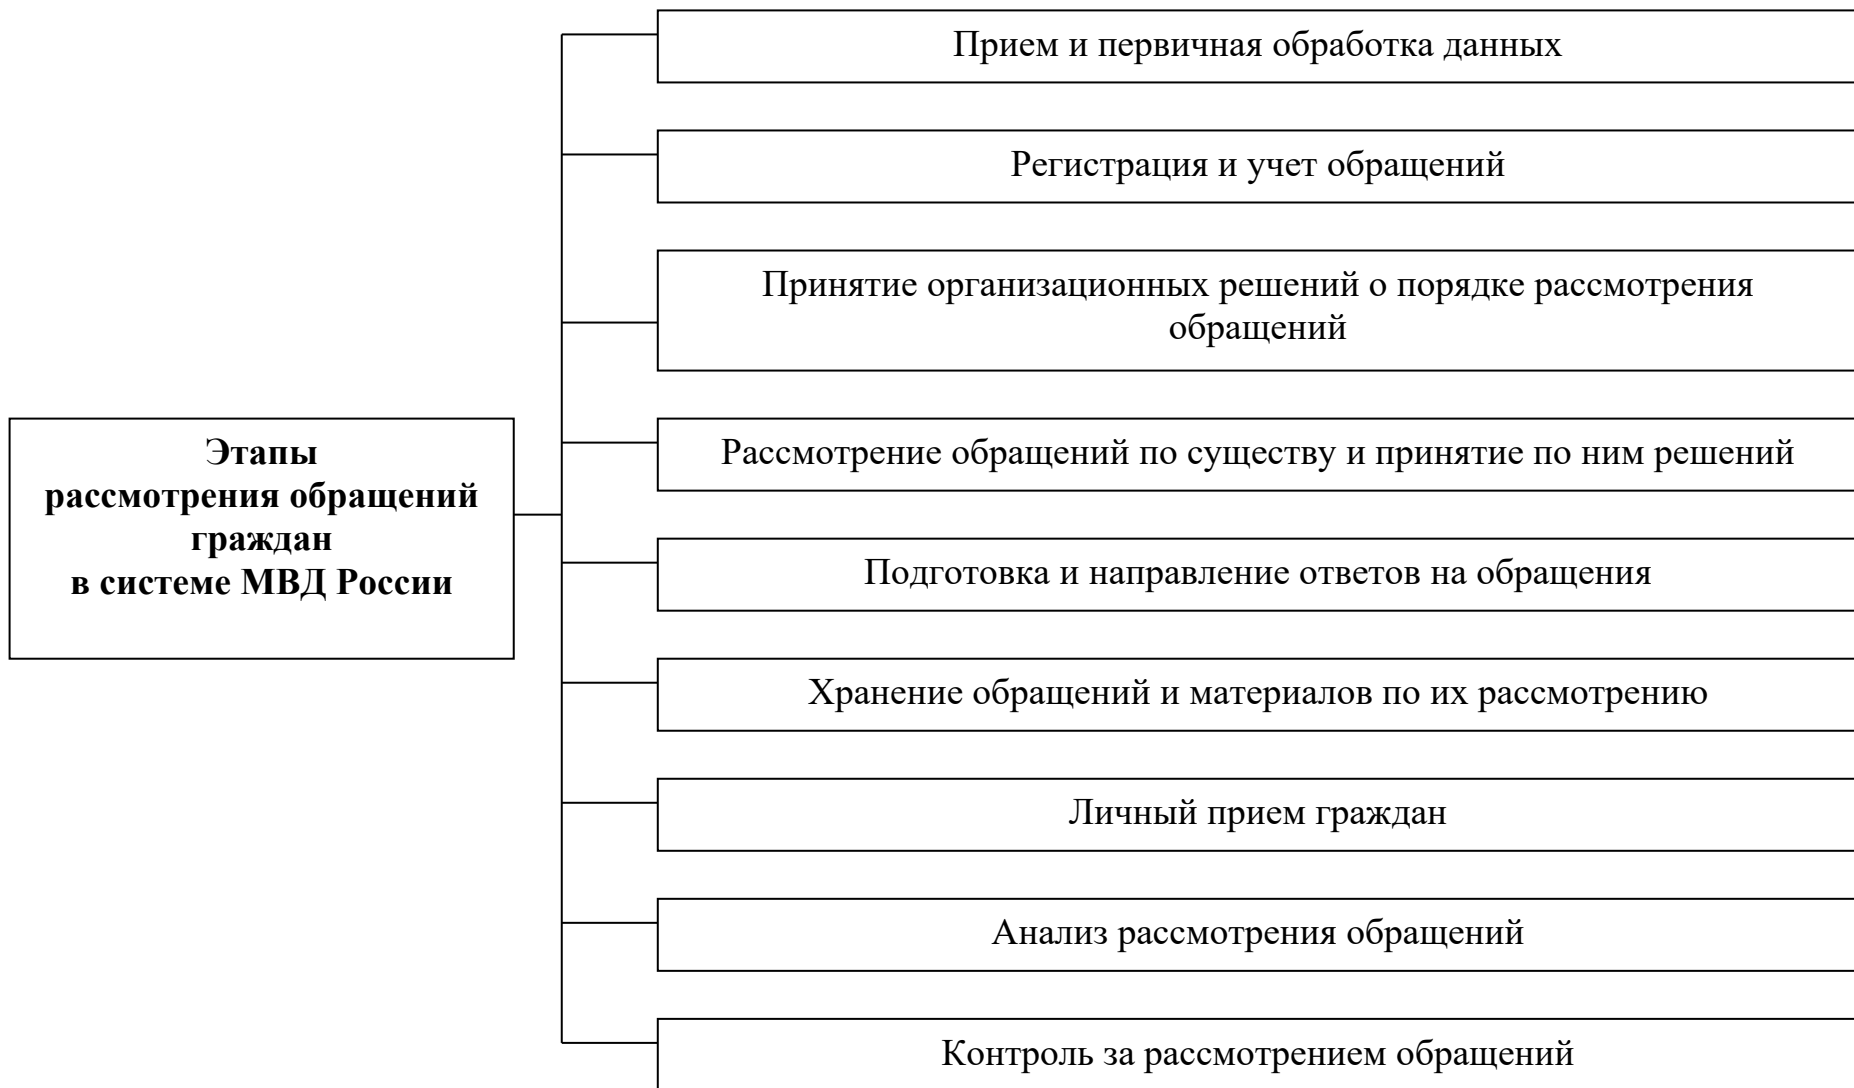 Прием и первичная обработка данных
Регистрация и учет обращений
Принятие организационных решений о порядке рассмотрения
обращений
Этапы
рассмотрения обращений
граждан
в системе МВД России
Рассмотрение обращений по существу и принятие по ним решений
Подготовка и направление ответов на обращения
Хранение обращений и материалов по их рассмотрению
Личный прием граждан
Анализ рассмотрения обращений
Контроль за рассмотрением обращений